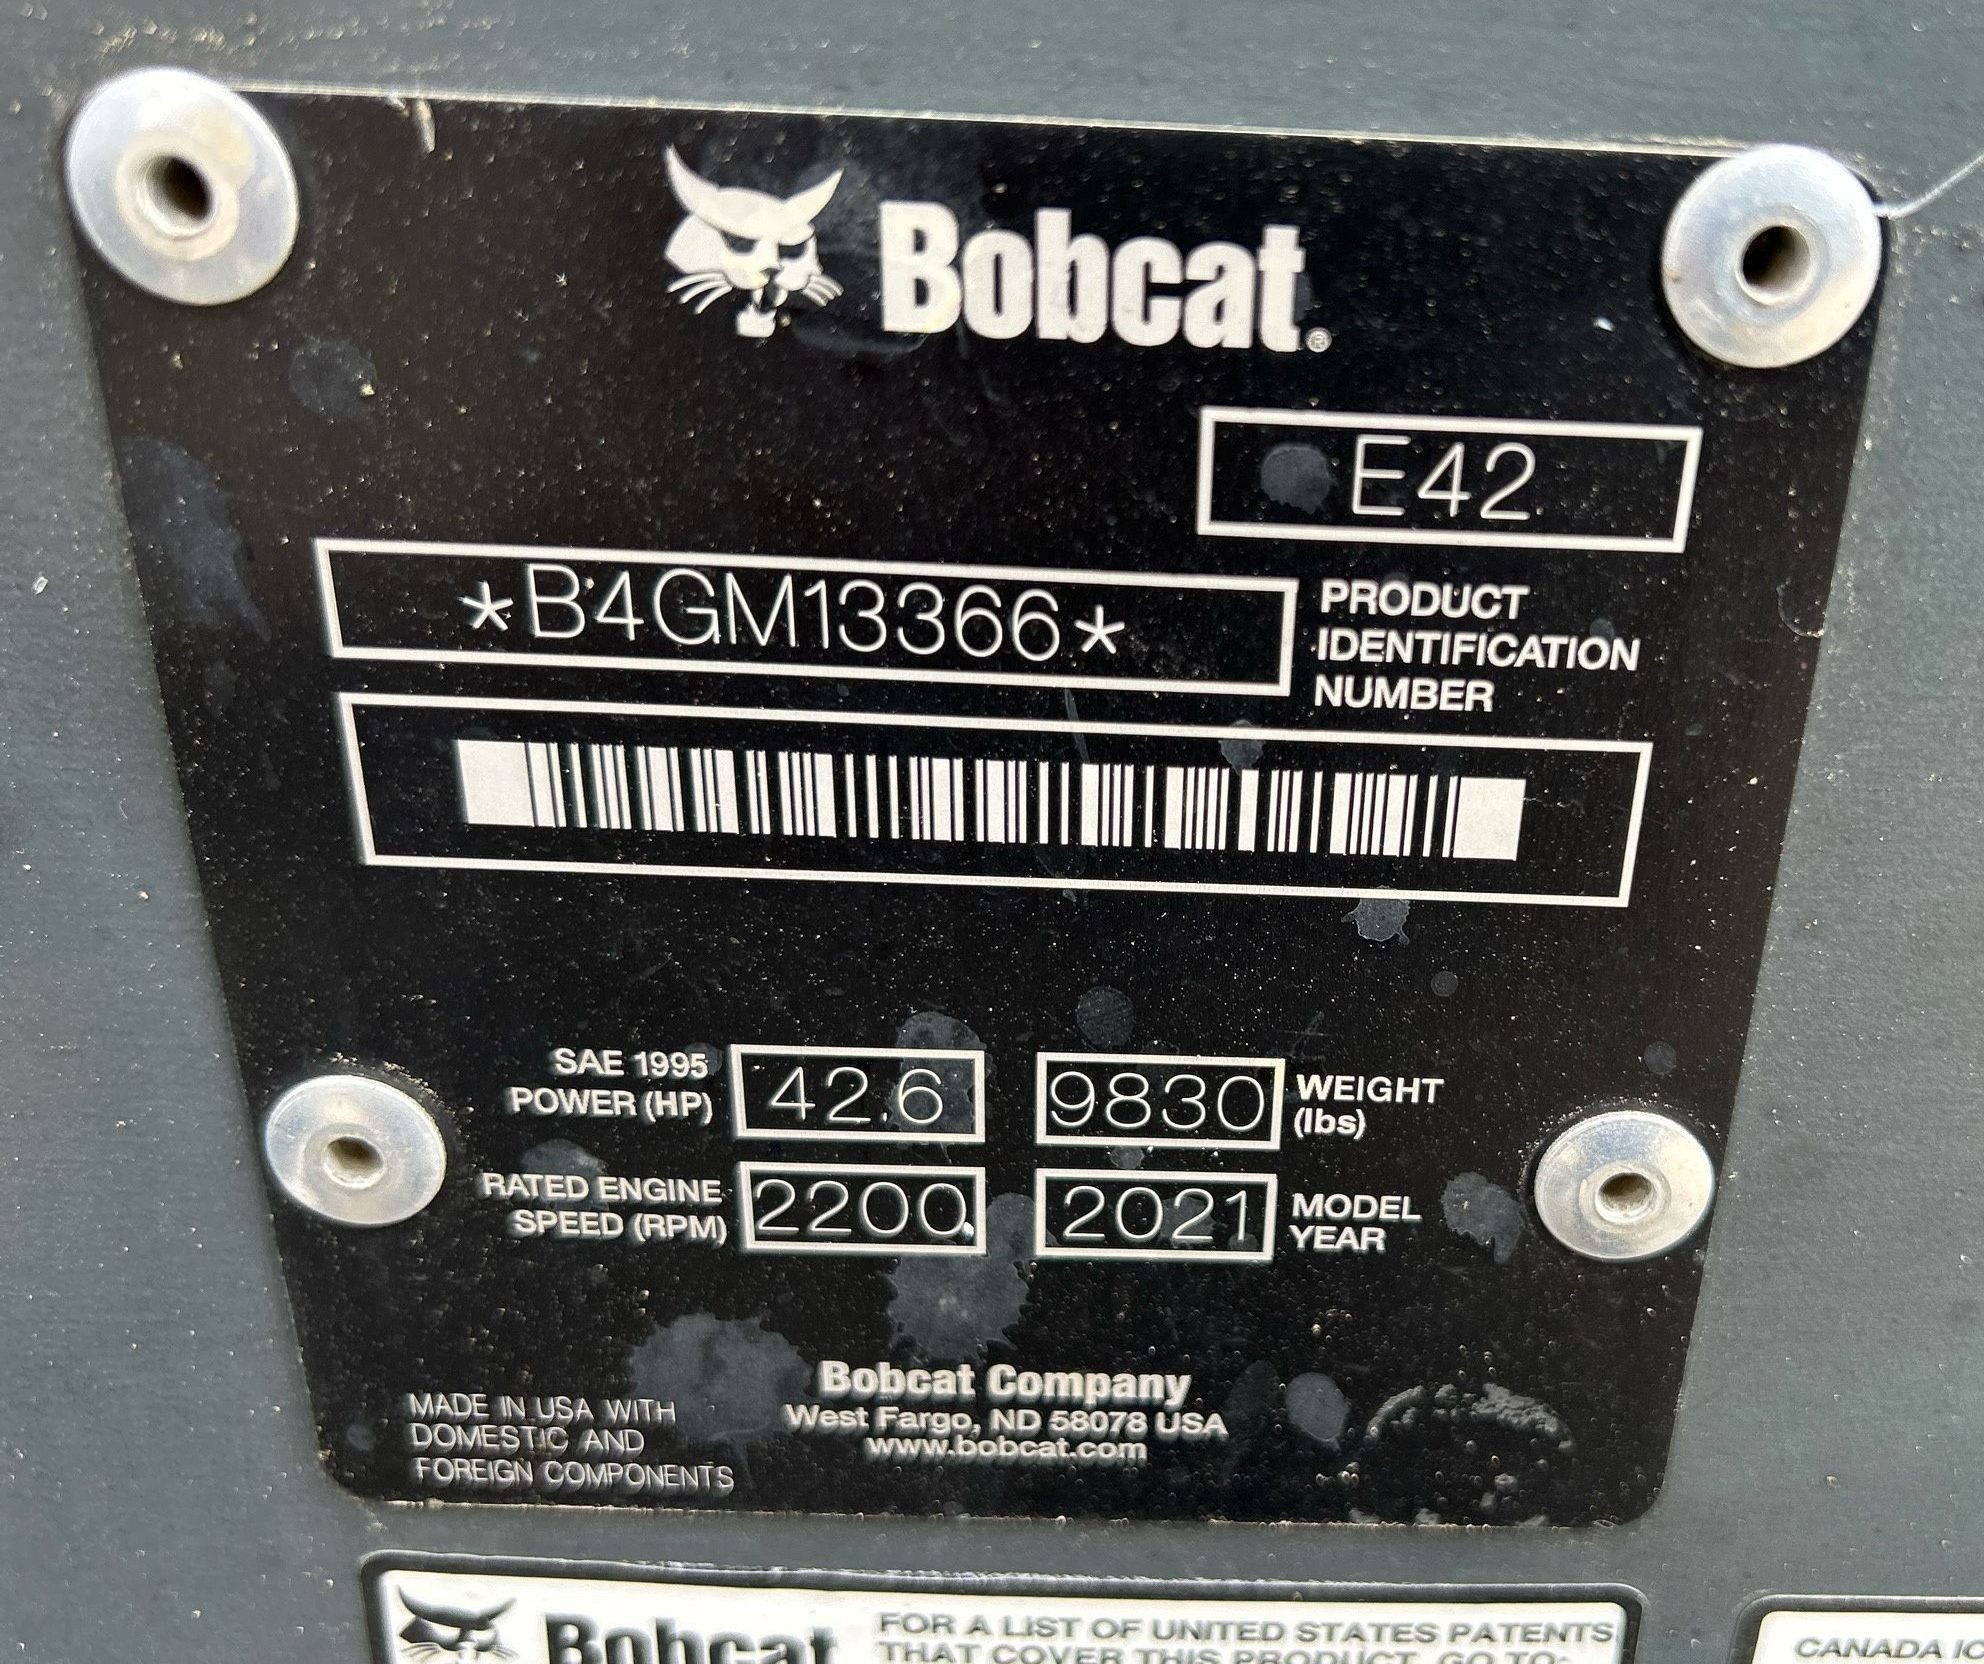 Bobcat®
E42
*B4GM13366*
PRODUCT
IDENTIFICATION
NUMBER
SAE 1995
POWER (HP)
42.6
9830
WEIGHT
(lbs)
RATED ENGINE
SPEED (RPM)
2200
2021
MODEL
YEAR
MADE IN USA WITH
DOMESTIC AND
FOREIGN COMPONENTS
Bobcat Company
West Fargo, ND 58078 USA
www.bobcat.com
Bobcat
FOR A LIST OF UNITED STATES PATENTS
THAT COVER THIS PRODUCT, GO TO:
CANADA